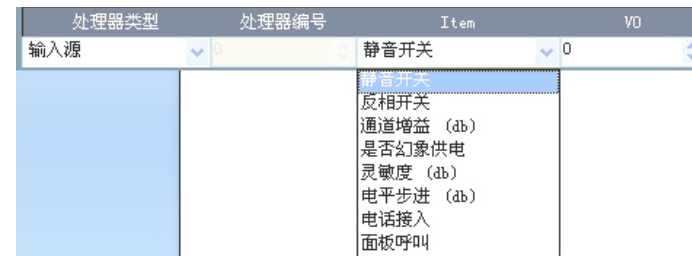 处理器类型 处理器编号 Item VO
输入源 0 静音开关 0
静音开关
反相开关
通道增益 (db)
是否幻象供电
灵敏度 (db)
电平步进 (db)
电话接入
面板呼叫